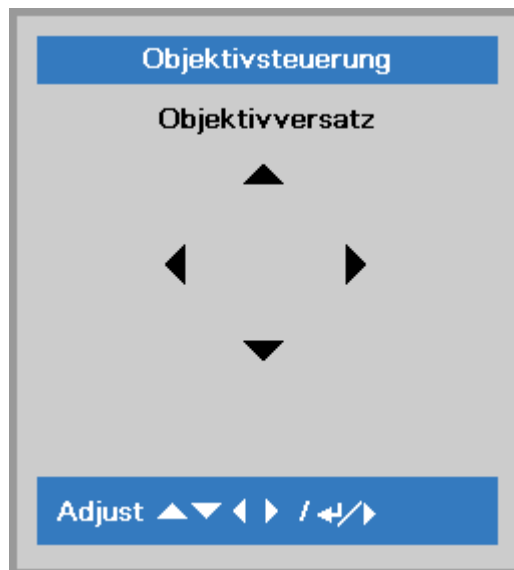 Objektivsteuerung
Objektivversatz
Adjust ▲▼◀ ▶ / ↵/▶